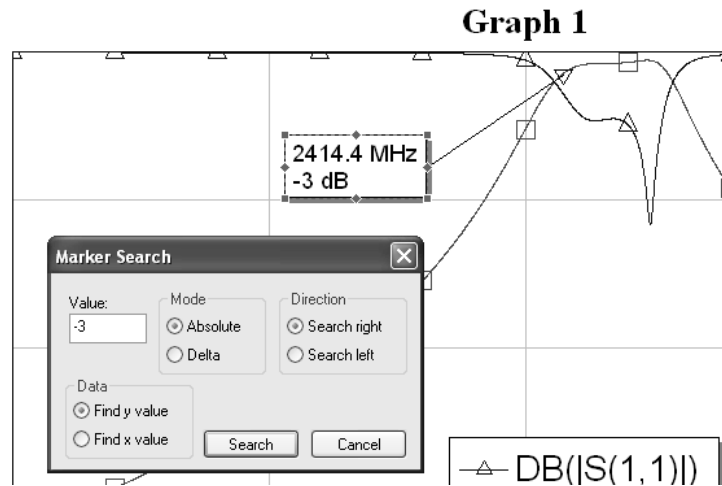 Graph 1
2414.4 MHz
-3 dB
Marker Search
Value:
-3
Mode
Absolute
Delta
Direction
Search right
Search left
Data
Find y value
Find x value
Search
Cancel
DB(|S(1,1)|)